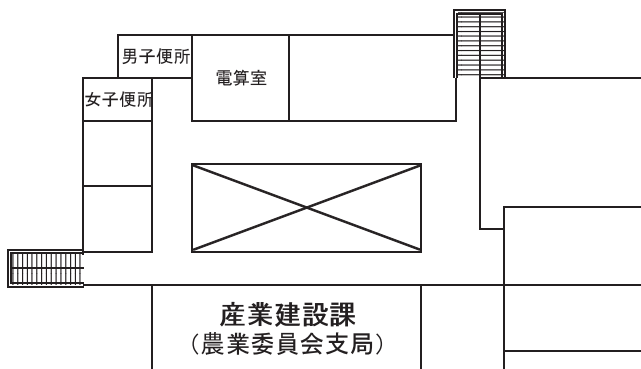 男子便所
電算室
女子便所
産業建設課
（農業委員会支局）